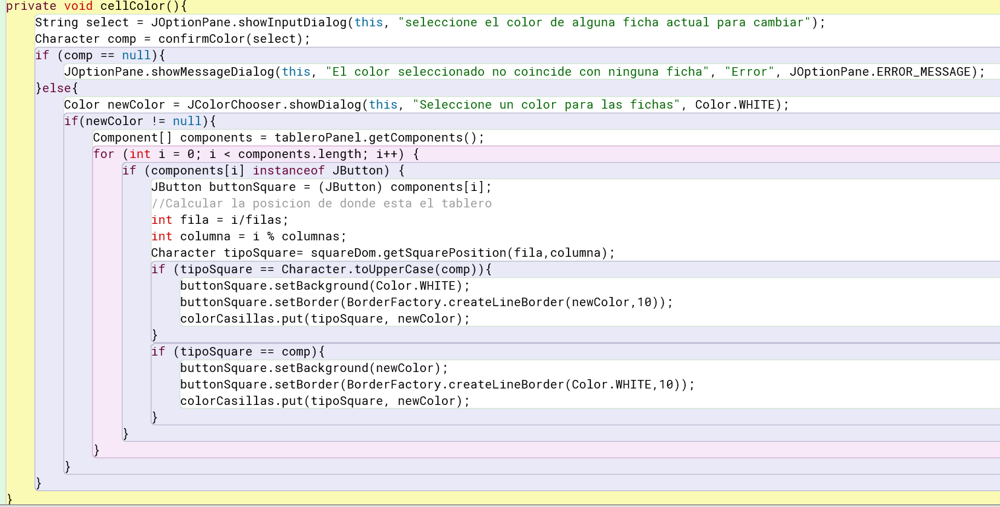 private void cellColor(){
    String select = JOptionPane.showInputDialog(this, "seleccione el color de alguna ficha actual para cambiar");
    Character comp = confirmColor(select);
    if (comp == null){
        JOptionPane.showMessageDialog(this, "El color seleccionado no coincide con ninguna ficha", "Error", JOptionPane.ERROR_MESSAGE);
    }else{
        Color newColor = JColorChooser.showDialog(this, "Seleccione un color para las fichas", Color.WHITE);
        if(newColor != null){
            Component[] components = tableroPanel.getComponents();
            for (int i = 0; i < components.length; i++) {
                if (components[i] instanceof JButton) {
                    JButton buttonSquare = (JButton) components[i];
                    //Calcular la posicion de donde esta el tablero
                    int fila = i/filas;
                    int columna = i % columnas;
                    Character tipoSquare= squareDom.getSquarePosition(fila,columna);
                    if (tipoSquare == Character.toUpperCase(comp)){
                        buttonSquare.setBackground(Color.WHITE);
                        buttonSquare.setBorder(BorderFactory.createLineBorder(newColor,10));
                        colorCasillas.put(tipoSquare, newColor);
                    }
                    if (tipoSquare == comp){
                        buttonSquare.setBackground(newColor);
                        buttonSquare.setBorder(BorderFactory.createLineBorder(Color.WHITE,10));
                        colorCasillas.put(tipoSquare, newColor);
                    }
                }
            }
        }
    }
}